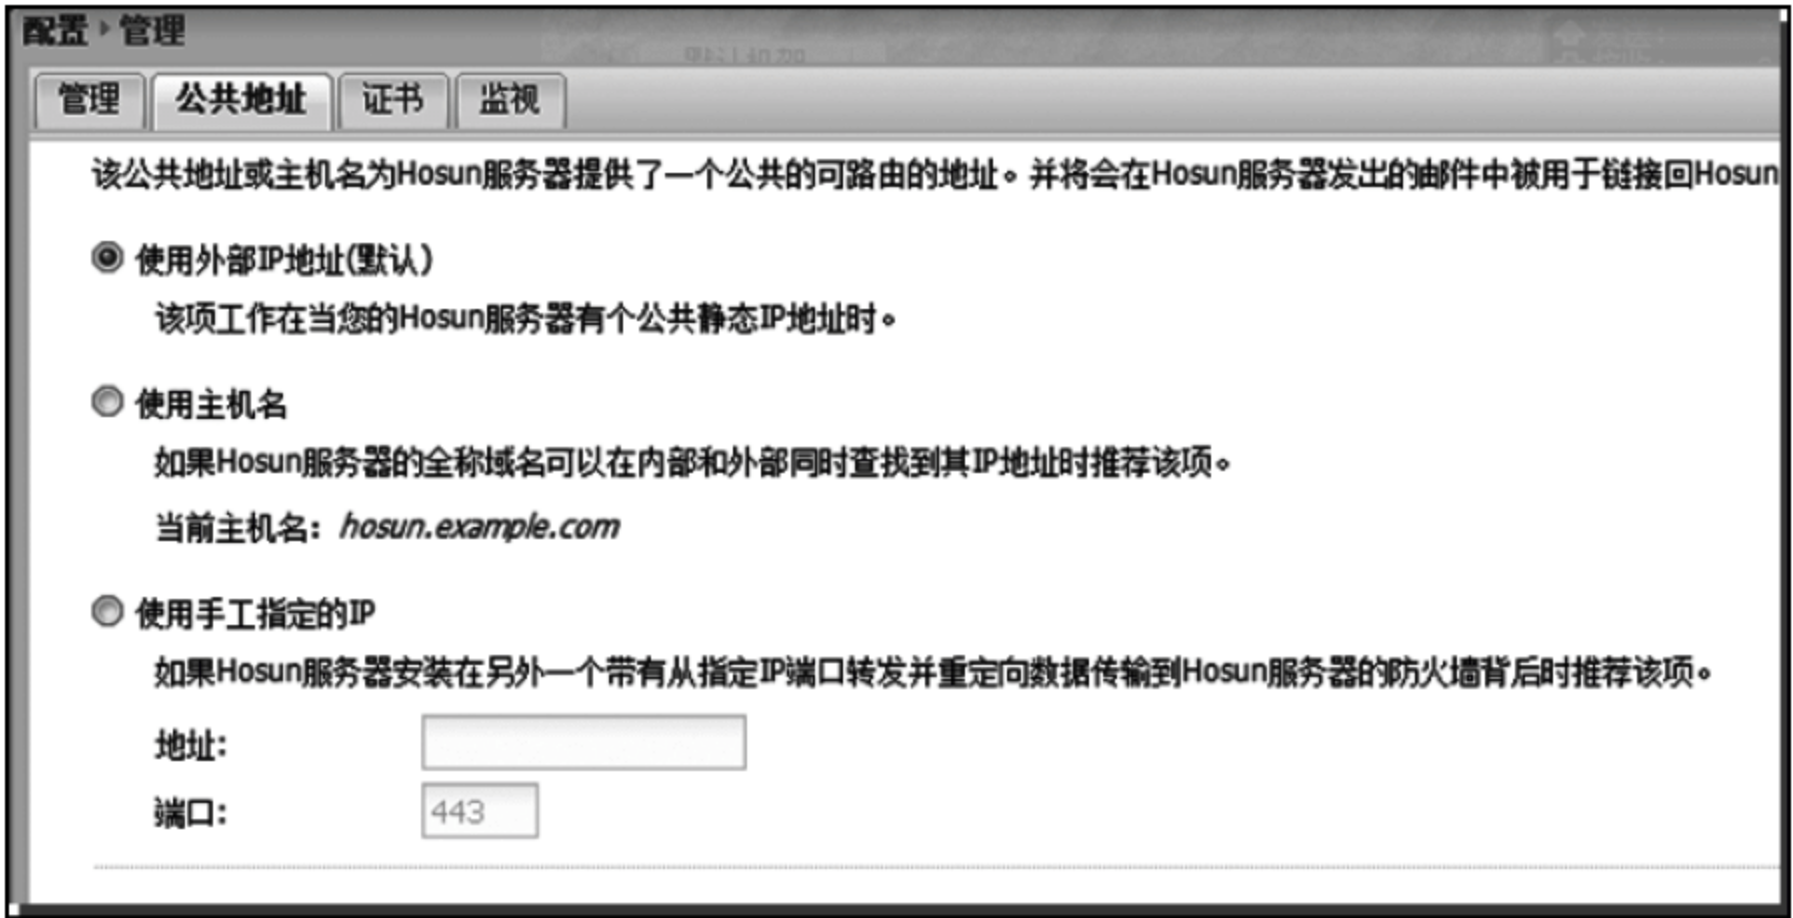 配置 管理
管理 公共地址 证书 监视
该公共地址或主机名为Hosun服务器提供了一个公共的可路由的地址。并将会在Hosun服务器发出的邮件中被用于链接回Hosun
使用外部IP地址(默认)
该项工作在当您的Hosun服务器有个公共静态IP地址时。
使用主机名
如果Hosun服务器的全称域名可以在内部和外部同时查找到其IP地址时推荐该项。
当前主机名：hosun.example.com
使用手工指定的IP
如果Hosun服务器安装在另外一个带有从指定IP端口转发并重定向数据传输到Hosun服务器的防火墙背后时推荐该项。
地址:
端口: 443